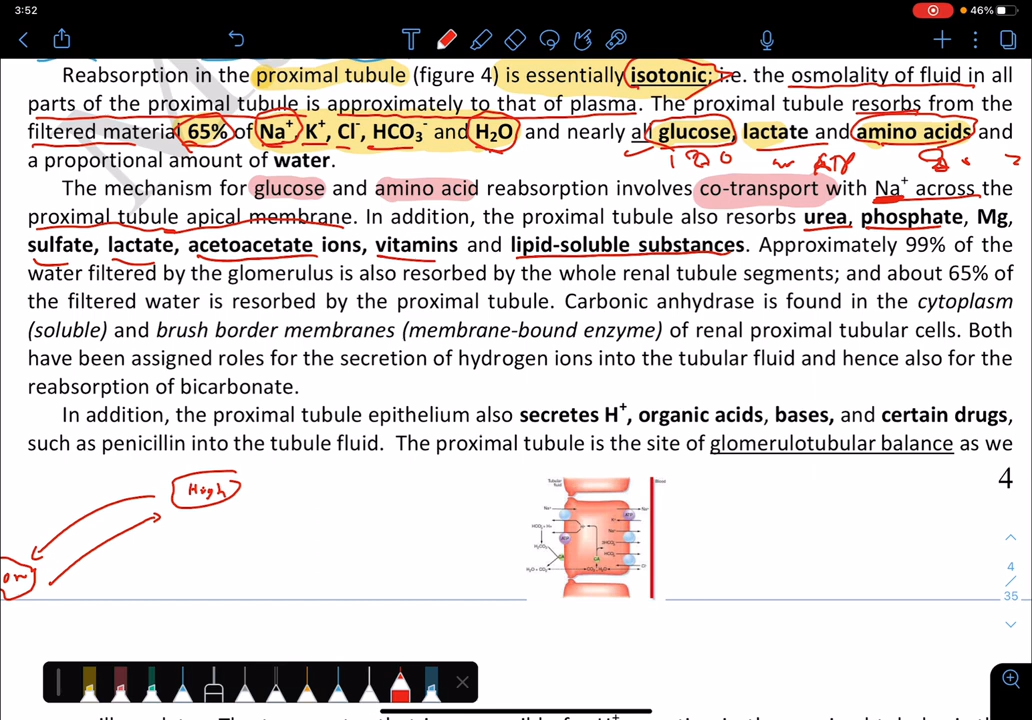 3:52
46%
Reabsorption in the proximal tubule (figure 4) is essentially isotonic; i.e. the osmolality of fluid in all
parts of the proximal tubule is approximately to that of plasma. The proximal tubule resorbs from the
filtered material 65% of Na+, K+, Cl-, HCO3- and H2O and nearly all glucose, lactate and amino acids and
a proportional amount of water.
ATP
The mechanism for glucose and amino acid reabsorption involves co-transport with Na+ across the
proximal tubule apical membrane. In addition, the proximal tubule also resorbs urea, phosphate, Mg,
sulfate, lactate, acetoacetate ions, vitamins and lipid-soluble substances. Approximately 99% of the
water filtered by the glomerulus is also resorbed by the whole renal tubule segments; and about 65% of
the filtered water is resorbed by the proximal tubule. Carbonic anhydrase is found in the cytoplasm
(soluble) and brush border membranes (membrane-bound enzyme) of renal proximal tubular cells. Both
have been assigned roles for the secretion of hydrogen ions into the tubular fluid and hence also for the
reabsorption of bicarbonate.
In addition, the proximal tubule epithelium also secretes H+, organic acids, bases, and certain drugs,
such as penicillin into the tubule fluid. The proximal tubule is the site of glomerulotubular balance as we
4
High
Tubular fluid
Blood
4
/
35